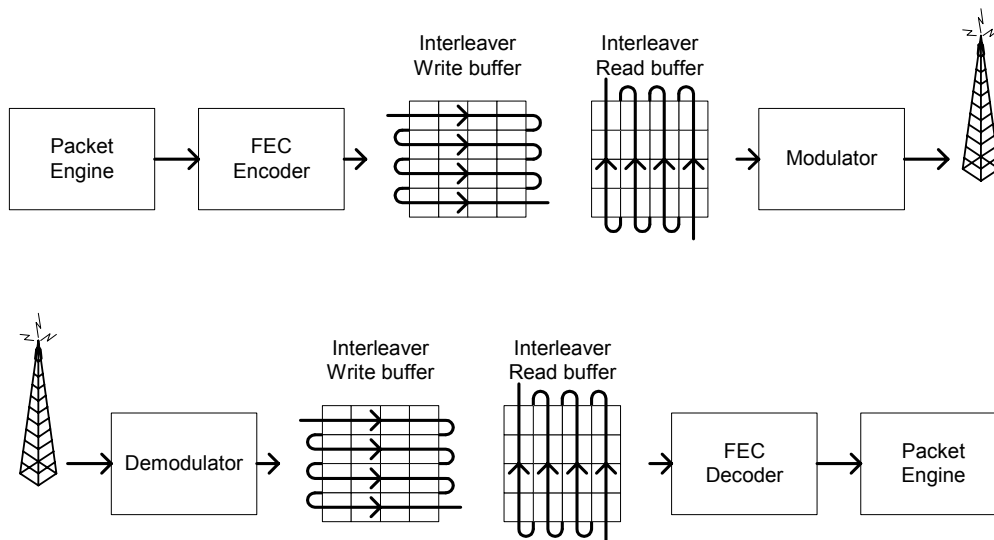 Interleaver
Write buffer
Interleaver
Read buffer
Packet
Engine
FEC
Encoder
Modulator
Interleaver
Write buffer
Interleaver
Read buffer
Demodulator
FEC
Decoder
Packet
Engine